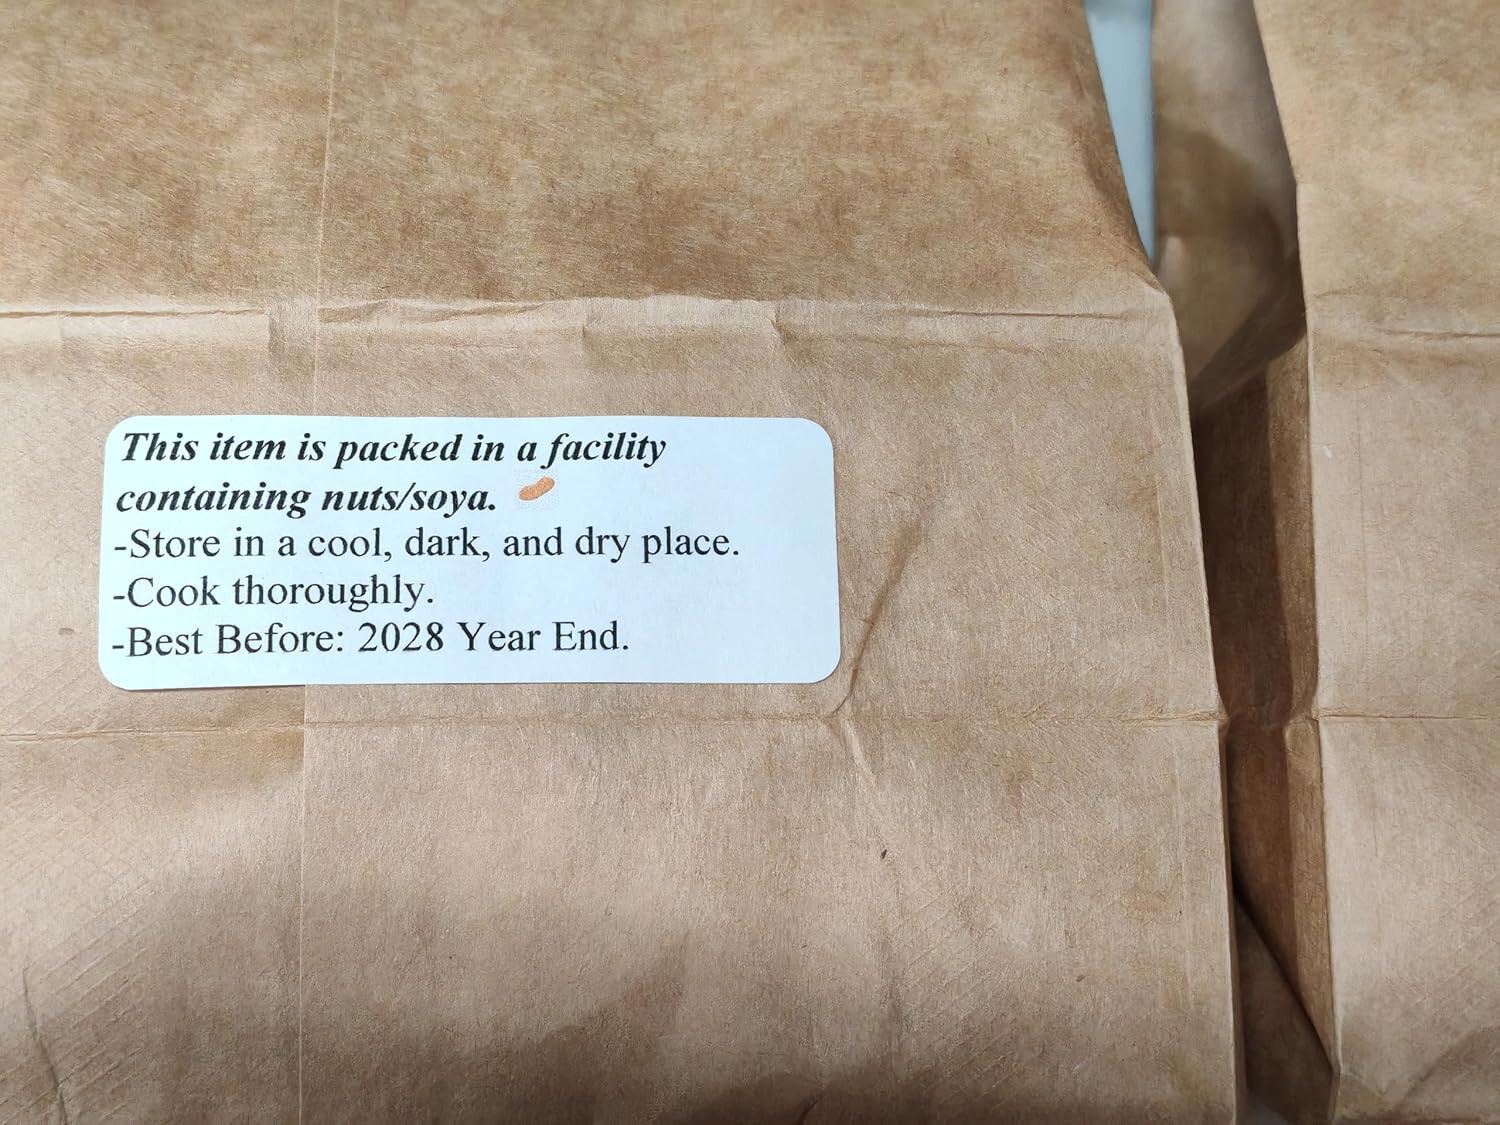 This item is packed in a facility
containing nuts/soya.
-Store in a cool, dark, and dry place.
-Cook thoroughly.
-Best Before: 2028 Year End.